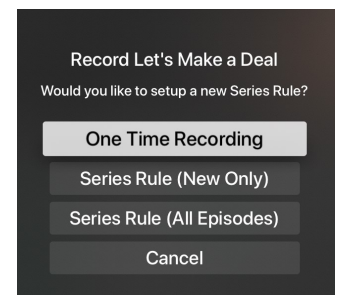 Record Let's Make a Deal
Would you like to setup a new Series Rule?
One Time Recording
Series Rule (New Only)
Series Rule (All Episodes)
Cancel